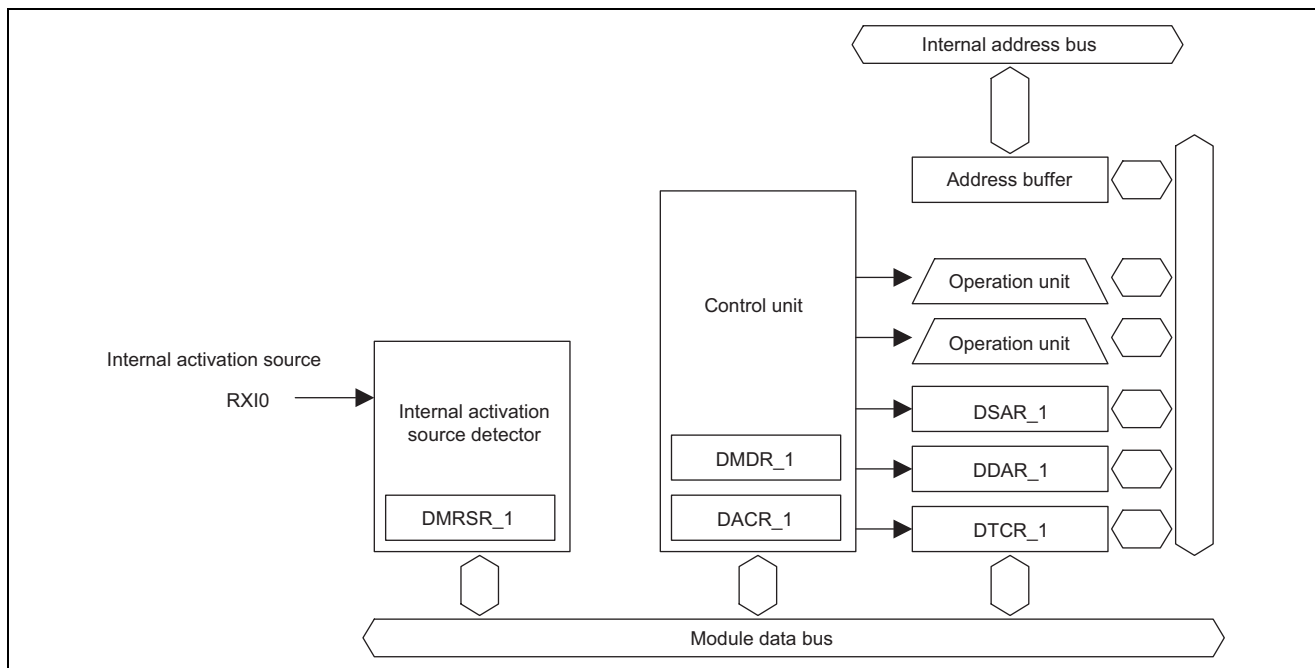 Internal address bus
Address buffer
Control unit
Operation unit
Operation unit
Internal activation source
RXI0
Internal activation
source detector
DSAR_1
DMDR_1
DDAR_1
DMRSR_1
DACR_1
DTCR_1
Module data bus